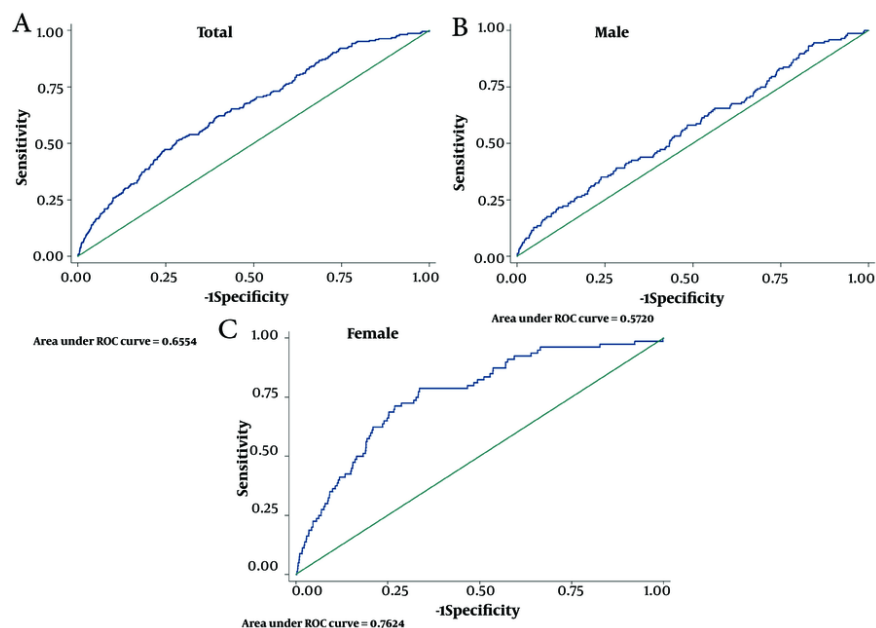 A
Total
1.00
0.75
0.50
0.25
0.00
Sensitivity
0.00 0.25 0.50 0.75 1.00
-1Specificity
Area under ROC curve = 0.6554
B
Male
1.00
0.75
0.50
0.25
0.00
Sensitivity
0.00 0.25 0.50 0.75 1.00
-1Specificity
Area under ROC curve = 0.5720
C
Female
1.00
0.75
0.50
0.25
0.00
Sensitivity
0.00 0.25 0.50 0.75 1.00
-1Specificity
Area under ROC curve = 0.7624